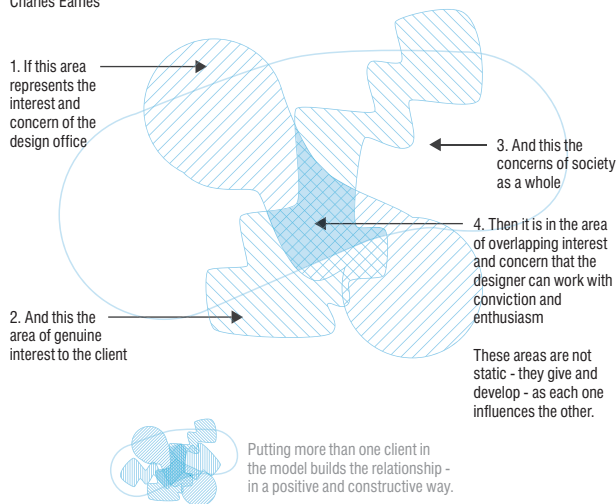 Charles Eames
1. If this area
represents the
interest and
concern of the
design office
3. And this the
concerns of society
as a whole
4. Then it is in the area
of overlapping interest
and concern that the
designer can work with
conviction and
enthusiasm
2. And this the
area of genuine
interest to the client
These areas are not
static - they give and
develop - as each one
influences the other.
Putting more than one client in
the model builds the relationship -
in a positive and constructive way.